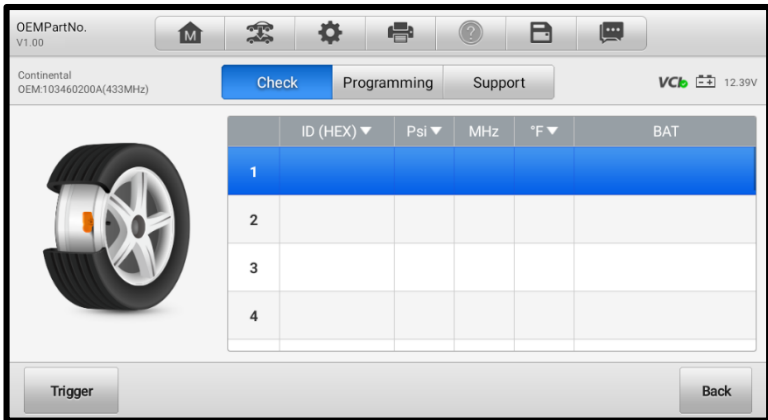 OEMPartNo.
V1.00
M
?
Continental
OEM:103460200A(433MHz)
Check Programming Support
VCI 12.39V
ID (HEX)▼ Psi▼ MHz °F▼ BAT
1
2
3
4
Trigger Back